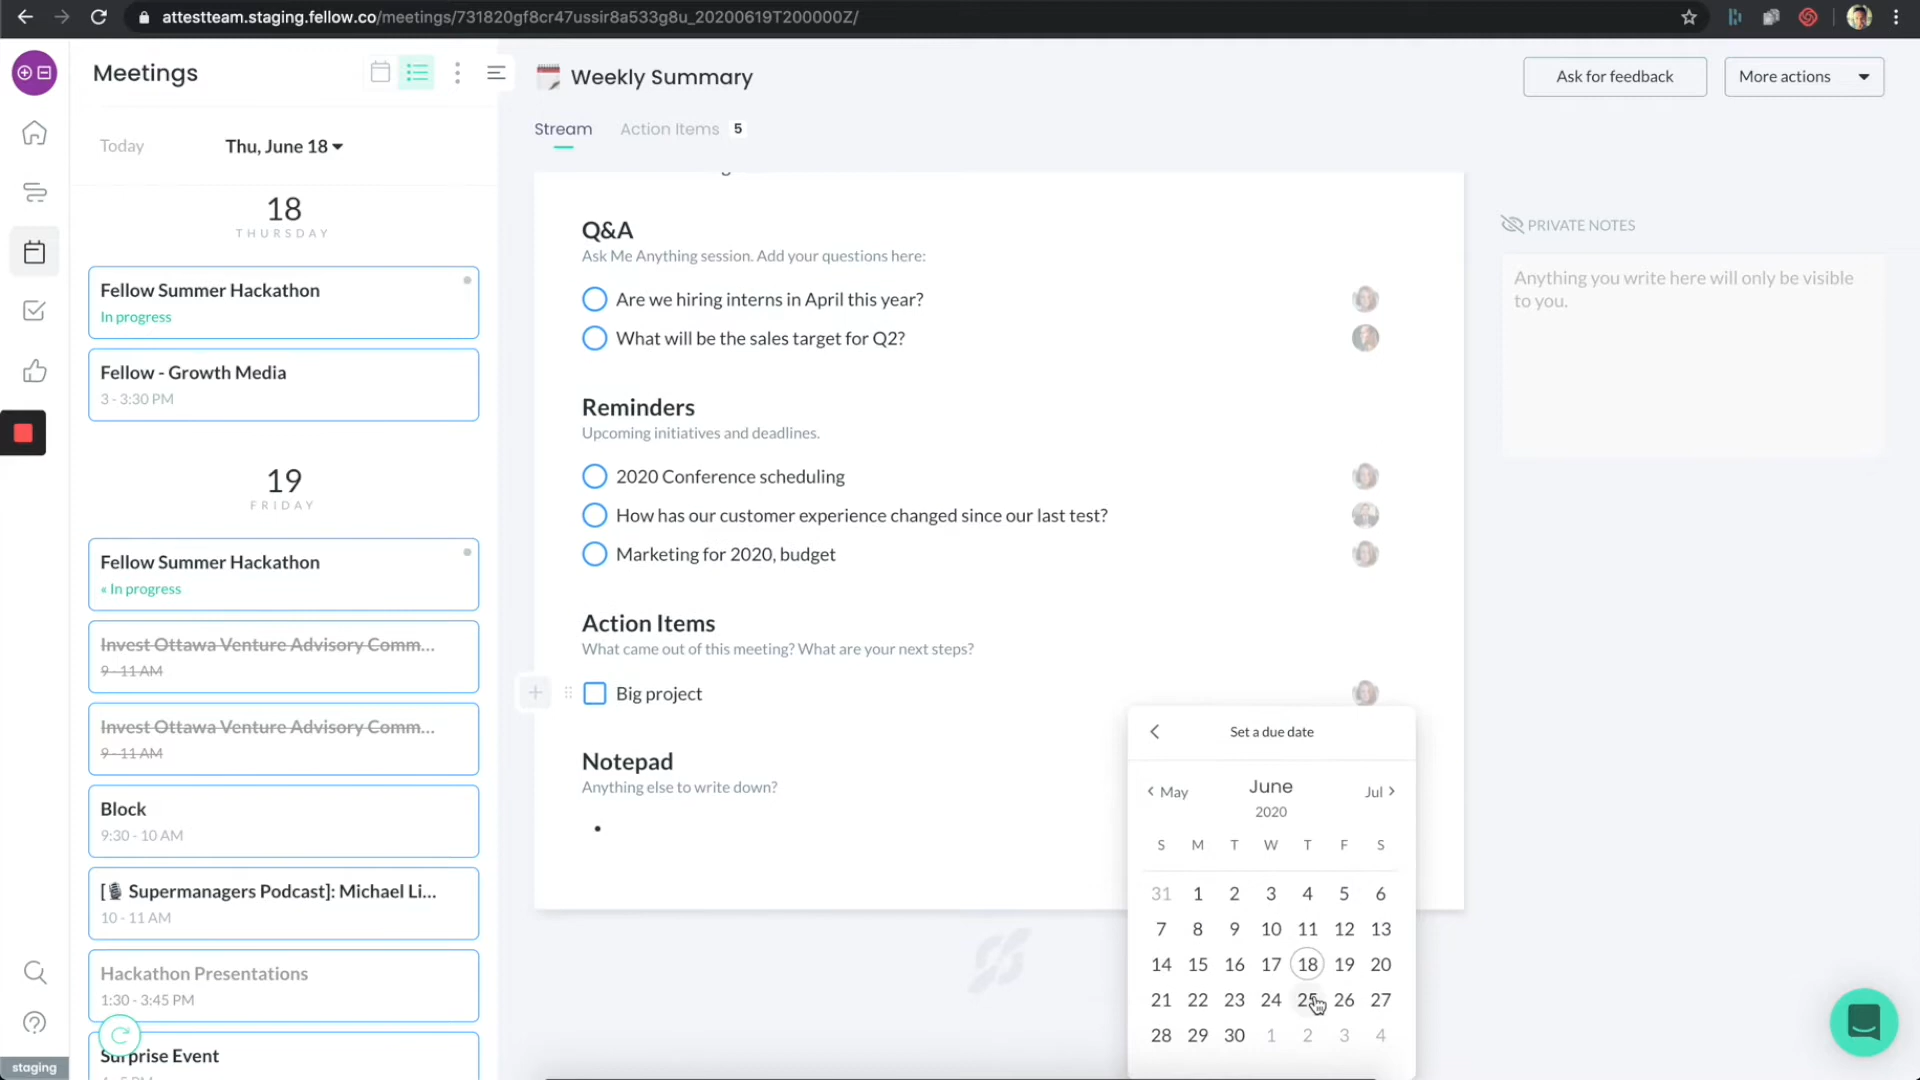 attestteam.staging.fellow.co/meetings/731820gf8cr47ussir8a533g8u_20200619T200000Z/
Meetings
Today
Thu, June 18
18
THURSDAY
Fellow Summer Hackathon
In progress
Fellow - Growth Media
3 - 3:30 PM
19
FRIDAY
Fellow Summer Hackathon
« In progress
Invest Ottawa Venture Advisory Comm...
9 - 11 AM
Invest Ottawa Venture Advisory Comm...
9 - 11 AM
Block
9:30 - 10 AM
[🎙 Supermanagers Podcast]: Michael Li...
10 - 11 AM
Hackathon Presentations
1:30 - 3:45 PM
Surprise Event
staging
Weekly Summary
Ask for feedback
More actions
Stream
Action Items 5
Q&A
Ask Me Anything session. Add your questions here:
Are we hiring interns in April this year?
What will be the sales target for Q2?
Reminders
Upcoming initiatives and deadlines.
2020 Conference scheduling
How has our customer experience changed since our last test?
Marketing for 2020, budget
Action Items
What came out of this meeting? What are your next steps?
Big project
Notepad
Anything else to write down?
PRIVATE NOTES
Anything you write here will only be visible
to you.
Set a due date
May
June
Jul
2020
S M T W T F S
31 1 2 3 4 5 6
7 8 9 10 11 12 13
14 15 16 17 18 19 20
21 22 23 24 25 26 27
28 29 30 1 2 3 4